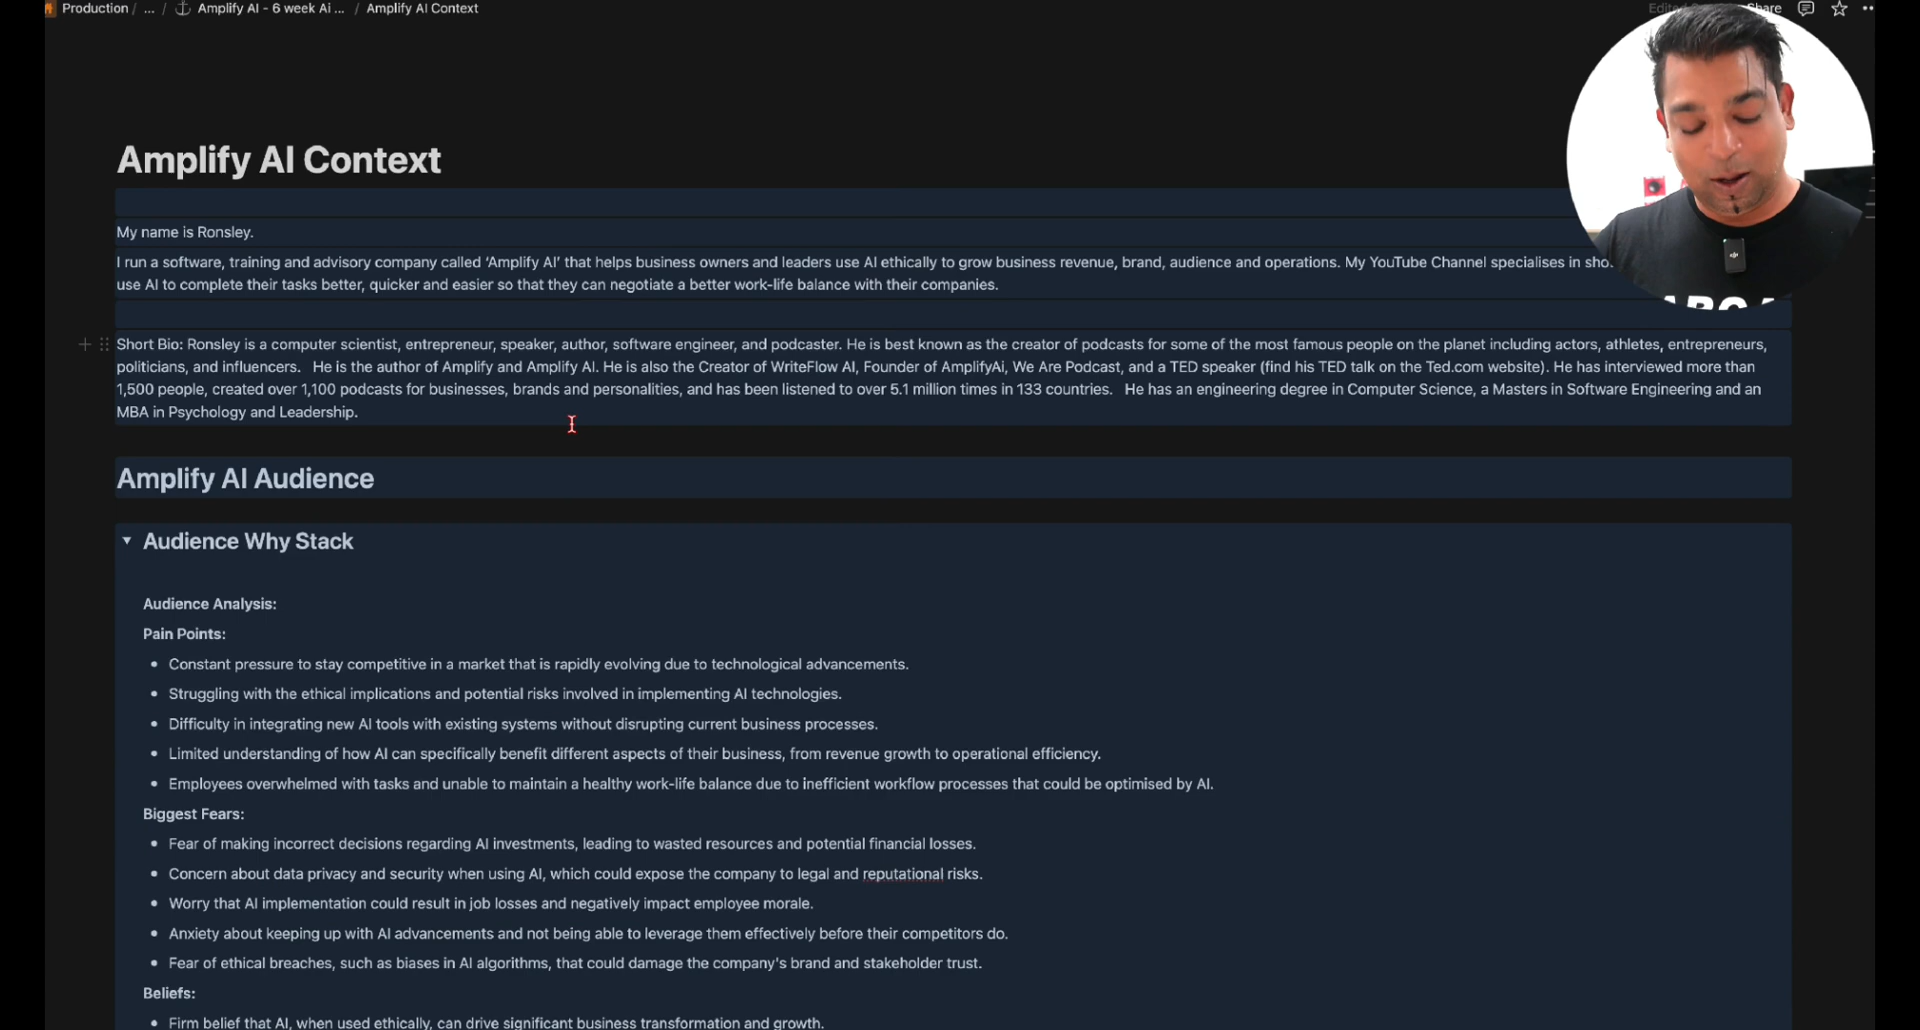 Production / ... / Amplify AI - 6 week Ai ... / Amplify AI Context
Share
Amplify AI Context
My name is Ronsley.
I run a software, training and advisory company called ‘Amplify AI’ that helps business owners and leaders use AI ethically to grow business revenue, brand, audience and operations. My YouTube Channel specialises in
use AI to complete their tasks better, quicker and easier so that they can negotiate a better work-life balance with their companies.
Short Bio: Ronsley is a computer scientist, entrepreneur, speaker, author, software engineer, and podcaster. He is best known as the creator of podcasts for some of the most famous people on the planet including actors, athletes, entrepreneurs,
politicians, and influencers. He is the author of Amplify and Amplify AI. He is also the Creator of WriteFlow AI, Founder of AmplifyAi, We Are Podcast, and a TED speaker (find his TED talk on the Ted.com website). He has interviewed more than
1,500 people, created over 1,100 podcasts for businesses, brands and personalities, and has been listened to over 5.1 million times in 133 countries. He has an engineering degree in Computer Science, a Masters in Software Engineering and an
MBA in Psychology and Leadership.
Amplify AI Audience
Audience Why Stack
Audience Analysis:
Pain Points:
• Constant pressure to stay competitive in a market that is rapidly evolving due to technological advancements.
• Struggling with the ethical implications and potential risks involved in implementing AI technologies.
• Difficulty in integrating new AI tools with existing systems without disrupting current business processes.
• Limited understanding of how AI can specifically benefit different aspects of their business, from revenue growth to operational efficiency.
• Employees overwhelmed with tasks and unable to maintain a healthy work-life balance due to inefficient workflow processes that could be optimised by AI.
Biggest Fears:
• Fear of making incorrect decisions regarding AI investments, leading to wasted resources and potential financial losses.
• Concern about data privacy and security when using AI, which could expose the company to legal and reputational risks.
• Worry that AI implementation could result in job losses and negatively impact employee morale.
• Anxiety about keeping up with AI advancements and not being able to leverage them effectively before their competitors do.
• Fear of ethical breaches, such as biases in AI algorithms, that could damage the company's brand and stakeholder trust.
Beliefs:
• Firm belief that AI, when used ethically, can drive significant business transformation and growth.